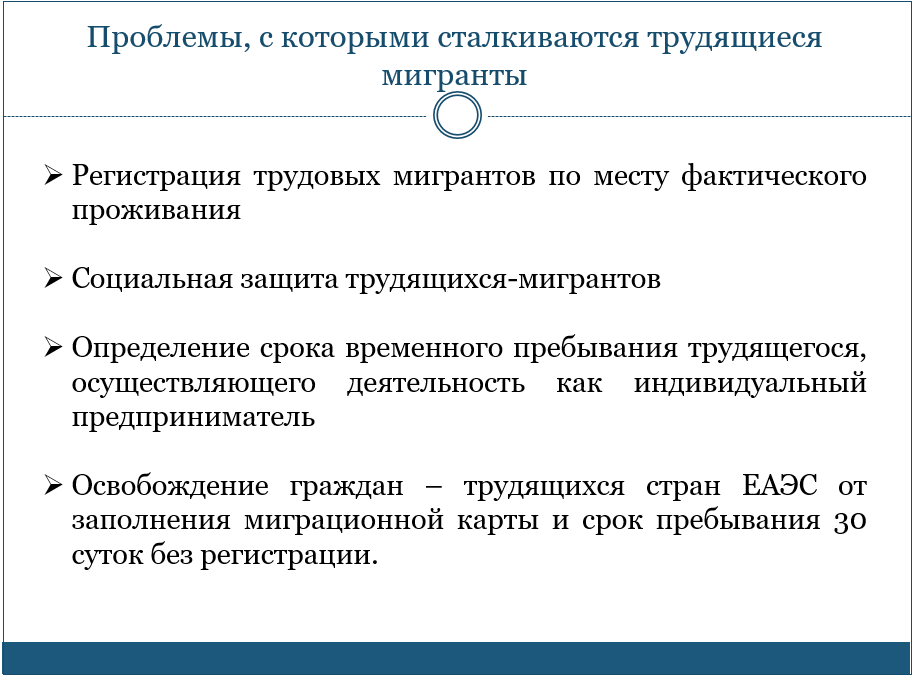 Проблемы, с которыми сталкиваются трудящиеся
мигранты
➢ Регистрация трудовых мигрантов по месту фактического
проживания
➢ Социальная защита трудящихся-мигрантов
➢ Определение срока временного пребывания трудящегося,
осуществляющего деятельность как индивидуальный
предприниматель
➢ Освобождение граждан – трудящихся стран ЕАЭС от
заполнения миграционной карты и срок пребывания 30
суток без регистрации.